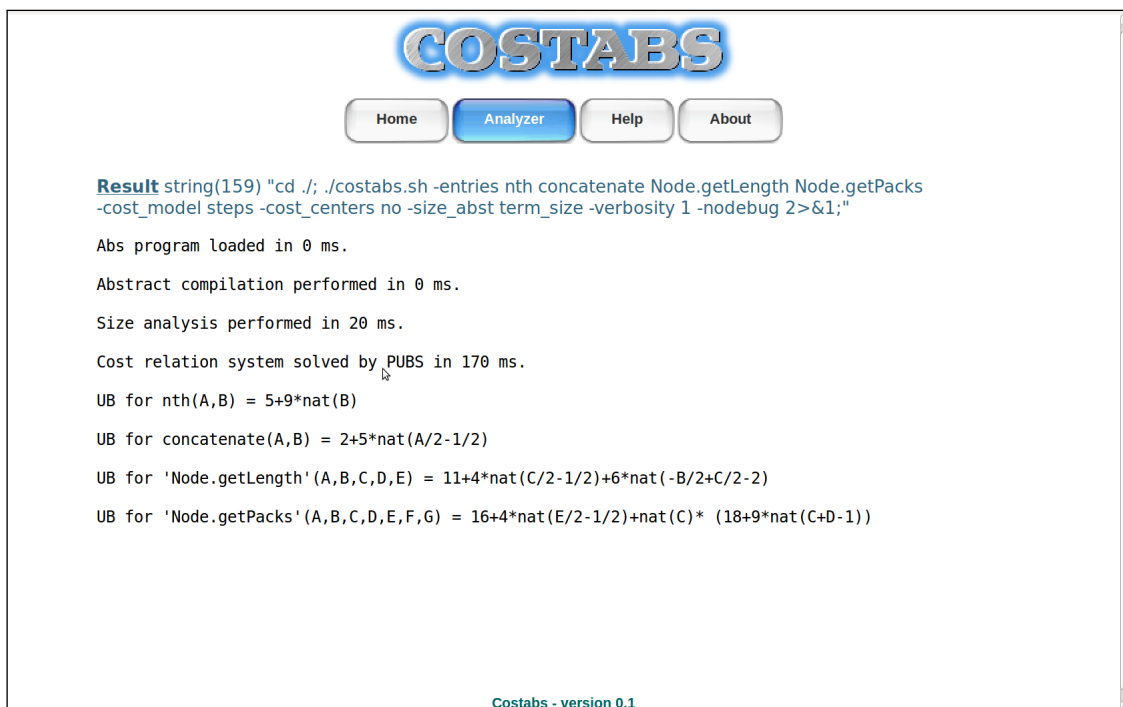 COSTABS
Home Analyzer Help About
Result string(159) "cd ./; ./costabs.sh -entries nth concatenate Node.getLength Node.getPacks
-cost_model steps -cost_centers no -size_abst term_size -verbosity 1 -nodebug 2>&1;"
Abs program loaded in 0 ms.
Abstract compilation performed in 0 ms.
Size analysis performed in 20 ms.
Cost relation system solved by PUBS in 170 ms.
UB for nth(A,B) = 5+9*nat(B)
UB for concatenate(A,B) = 2+5*nat(A/2-1/2)
UB for 'Node.getLength'(A,B,C,D,E) = 11+4*nat(C/2-1/2)+6*nat(-B/2+C/2-2)
UB for 'Node.getPacks'(A,B,C,D,E,F,G) = 16+4*nat(E/2-1/2)+nat(C)* (18+9*nat(C+D-1))
Costabs - version 0.1